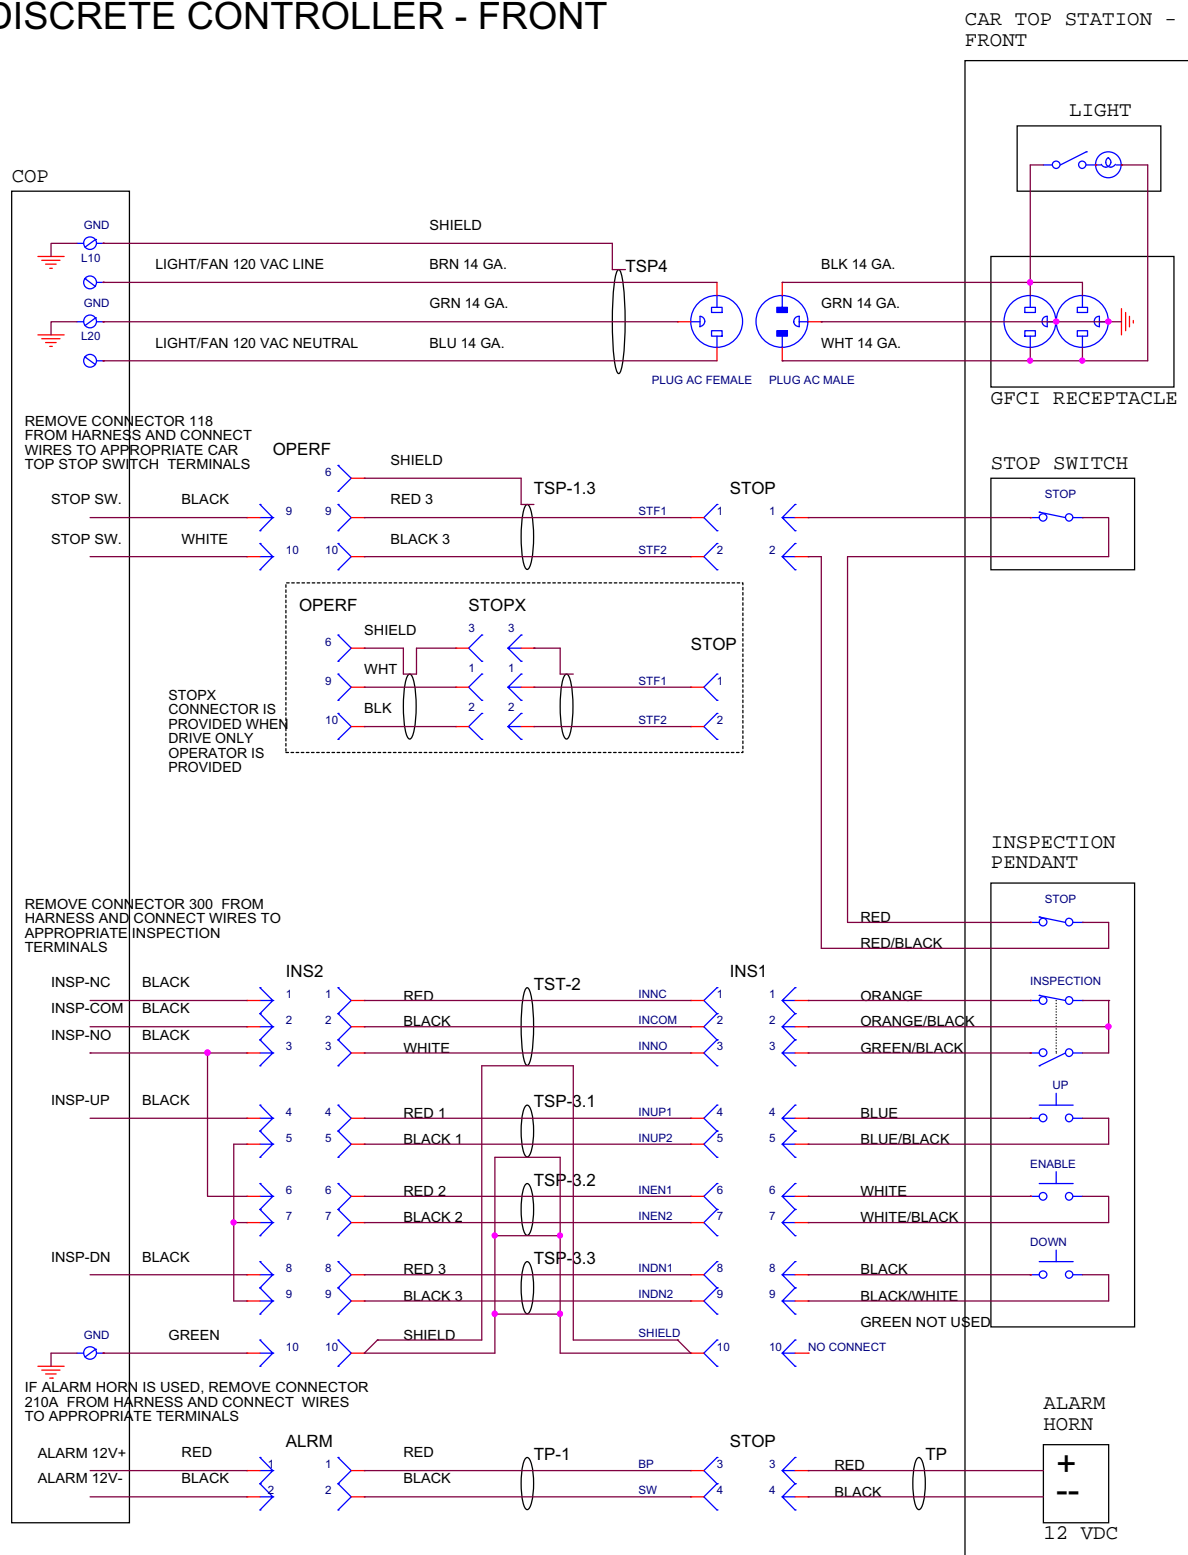 DISCRETE CONTROLLER - FRONT
CAR TOP STATION -
FRONT
LIGHT
COP
GND
SHIELD
L10
LIGHT/FAN 120 VAC LINE
BRN 14 GA.
TSP4
BLK 14 GA.
GND
GRN 14 GA.
GRN 14 GA.
L20
LIGHT/FAN 120 VAC NEUTRAL
BLU 14 GA.
WHT 14 GA.
PLUG AC FEMALE
PLUG AC MALE
GFCI RECEPTACLE
REMOVE CONNECTOR 118
FROM HARNESS AND CONNECT
WIRES TO APPROPRIATE CAR
TOP STOP SWITCH TERMINALS
OPERF
SHIELD
6
TSP-1.3
STOP
STOP SWITCH
STOP
STOP SW.
BLACK
9
9
RED 3
STF1
1
1
STOP SW.
WHITE
10
10
BLACK 3
STF2
2
2
OPERF
STOPX
STOP
6
SHIELD
3
3
9
WHT
1
1
STF1
1
10
BLK
2
2
STF2
2
STOPX
CONNECTOR IS
PROVIDED WHEN
DRIVE ONLY
OPERATOR IS
PROVIDED
INSPECTION
PENDANT
STOP
REMOVE CONNECTOR 300 FROM
HARNESS AND CONNECT WIRES TO
APPROPRIATE INSPECTION
TERMINALS
RED
RED/BLACK
INS2
TST-2
INS1
INSPECTION
INSP-NC
BLACK
1
1
RED
INNC
1
1
ORANGE
INSP-COM
BLACK
2
2
BLACK
INCOM
2
2
ORANGE/BLACK
INSP-NO
BLACK
3
3
WHITE
INNO
3
3
GREEN/BLACK
UP
INSP-UP
BLACK
4
4
RED 1
TSP-3.1
INUP1
4
4
BLUE
5
5
BLACK 1
INUP2
5
5
BLUE/BLACK
ENABLE
6
6
RED 2
TSP-3.2
INEN1
6
6
WHITE
7
7
BLACK 2
INEN2
7
7
WHITE/BLACK
DOWN
INSP-DN
BLACK
8
8
RED 3
TSP-3.3
INDN1
8
8
BLACK
9
9
BLACK 3
INDN2
9
9
BLACK/WHITE
GREEN NOT USED
GND
GREEN
10
10
SHIELD
SHIELD
10
10
NO CONNECT
IF ALARM HORN IS USED, REMOVE CONNECTOR
210A FROM HARNESS AND CONNECT WIRES
TO APPROPRIATE TERMINALS
ALARM
HORN
ALRM
TP-1
STOP
TP
ALARM 12V+
RED
1
1
RED
BP
3
3
RED
+
ALARM 12V-
BLACK
2
2
BLACK
SW
4
4
BLACK
--
12 VDC